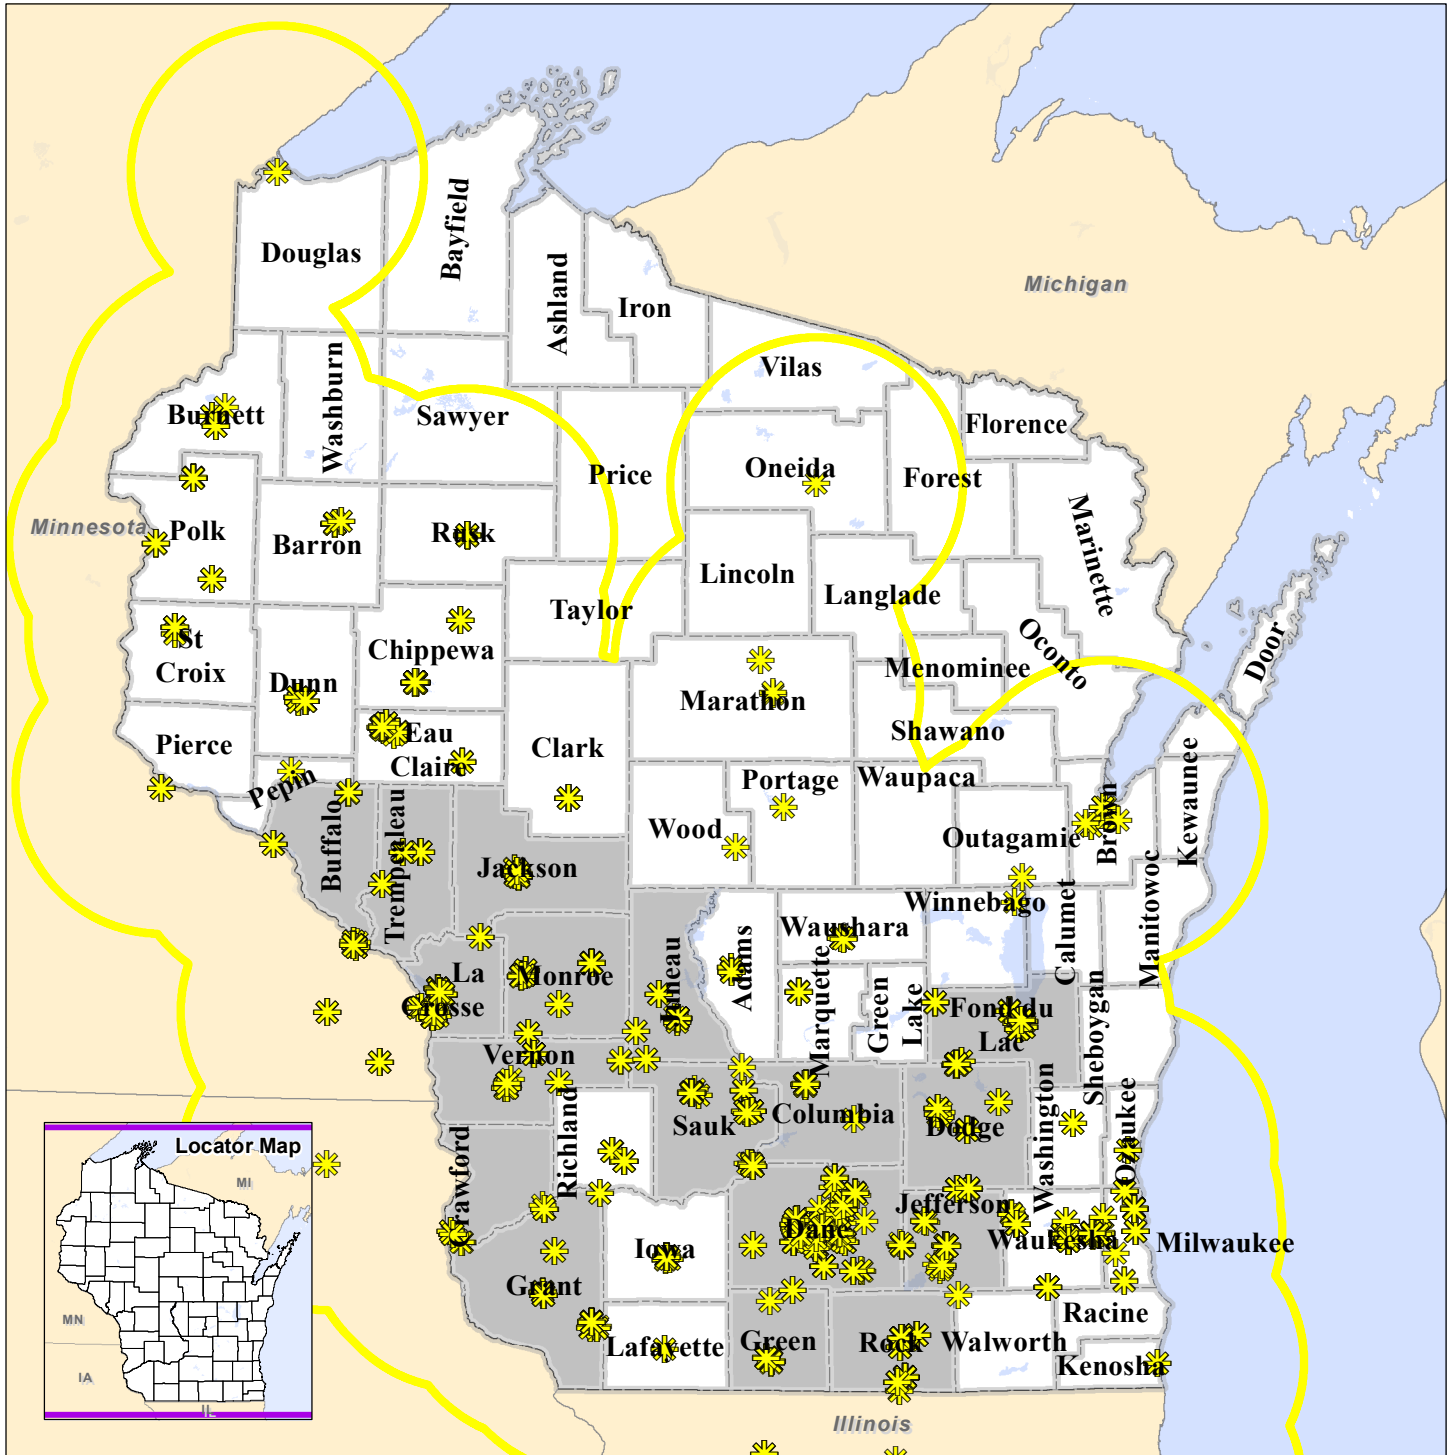 Bayfield
Douglas
Ashland
Iron
Michigan
Vilas
Washburn
Burnett
Sawyer
Florence
Price
Oneida
Forest
Minnesota
Polk
Barron
Rusk
Marinette
Lincoln
Langlade
Taylor
St
Croix
Chippewa
Menominee
Oconto
Door
Dunn
Marathon
Shawano
Pierce
Eau
Claire
Clark
Kewaunee
Pepin
Portage
Waupaca
Buffalo
Trempealeau
Wood
Outagamie
Brown
Jackson
Winnebago
Calumet
Manitowoc
Waushara
Adams
La
Crosse
Monroe
Juneau
Marquette
Green
Lake
Fond du
Lac
Sheboygan
Vernon
Richland
Sauk
Columbia
Dodge
Washington
Ozaukee
Crawford
Jefferson
Dane
Iowa
Waukesha
Milwaukee
Grant
Racine
Lafayette
Green
Rock
Walworth
Kenosha
Illinois
Locator Map
MI
MN
IA
IL